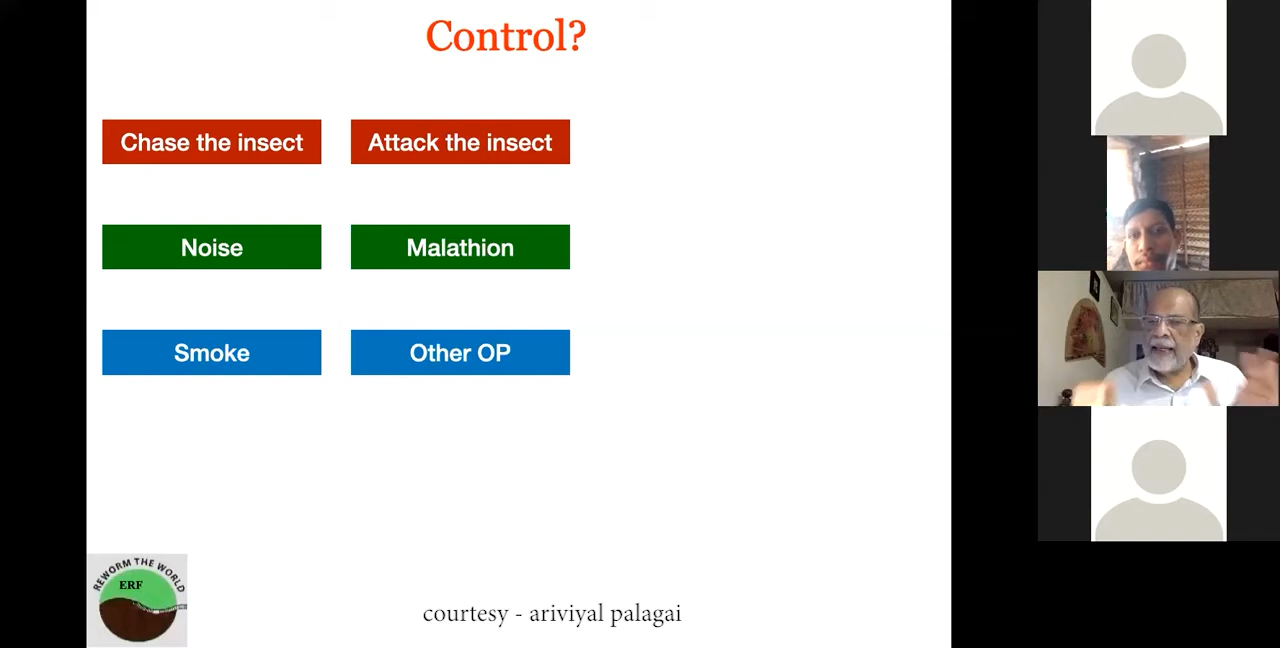 Control?
Chase the insect
Attack the insect
Noise
Malathion
Smoke
Other OP
REWORM THE WORLD
ERF
courtesy - ariviyal palagai